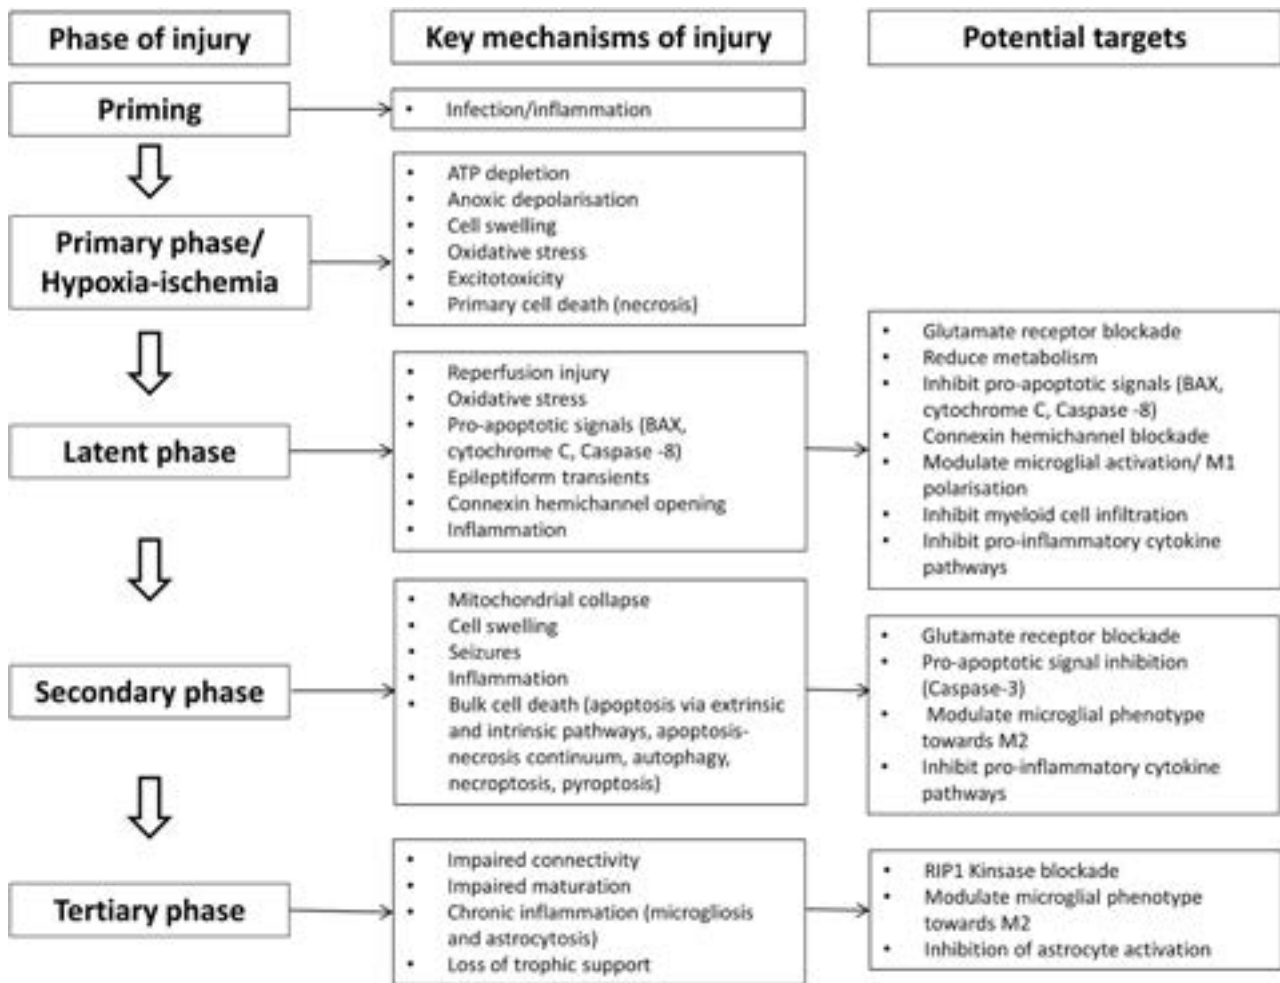 Phase of injury
Key mechanisms of injury
Potential targets
Priming
• Infection/inflammation
Primary phase/
Hypoxia-ischemia
• ATP depletion
• Anoxic depolarisation
• Cell swelling
• Oxidative stress
• Excitotoxicity
• Primary cell death (necrosis)
Latent phase
• Reperfusion injury
• Oxidative stress
• Pro-apoptotic signals (BAX,
cytochrome C, Caspase -8)
• Epileptiform transients
• Connexin hemichannel opening
• Inflammation
• Glutamate receptor blockade
• Reduce metabolism
• Inhibit pro-apoptotic signals (BAX,
cytochrome C, Caspase -8)
• Connexin hemichannel blockade
• Modulate microglial activation/ M1
polarisation
• Inhibit myeloid cell infiltration
• Inhibit pro-inflammatory cytokine
pathways
Secondary phase
• Mitochondrial collapse
• Cell swelling
• Seizures
• Inflammation
• Bulk cell death (apoptosis via extrinsic
and intrinsic pathways, apoptosis-
necrosis continuum, autophagy,
necroptosis, pyroptosis)
• Glutamate receptor blockade
• Pro-apoptotic signal inhibition
(Caspase-3)
• Modulate microglial phenotype
towards M2
• Inhibit pro-inflammatory cytokine
pathways
Tertiary phase
• Impaired connectivity
• Impaired maturation
• Chronic inflammation (microgliosis
and astrocytosis)
• Loss of trophic support
• RIP1 Kinsase blockade
• Modulate microglial phenotype
towards M2
• Inhibition of astrocyte activation